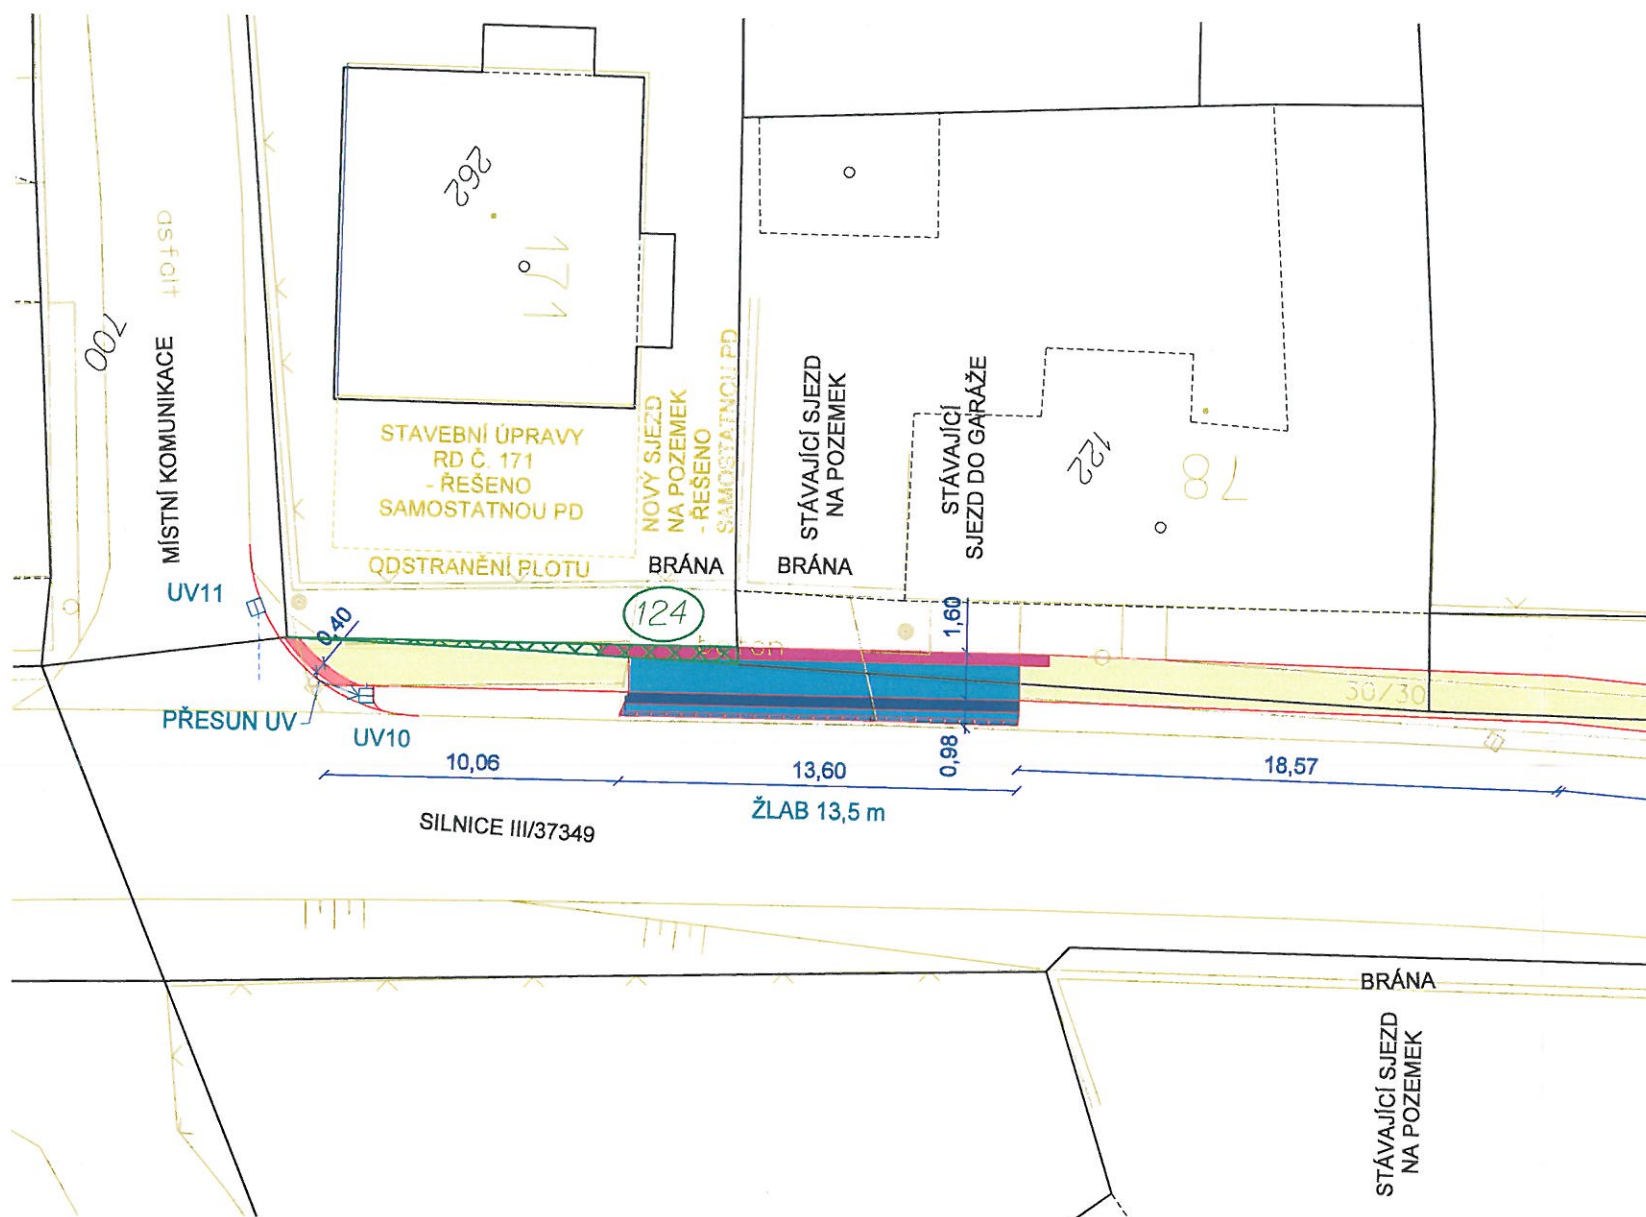 262
171
asfalt
700
MÍSTNÍ KOMUNIKACE
STAVEBNÍ ÚPRAVY
RD Č. 171
- ŘEŠENO
SAMOSTATNOU PD
NOVÝ SJEZD
NA POZEMEK
- ŘEŠENO
SAMOSTATNOU PD
STÁVAJÍCÍ SJEZD
NA POZEMEK
STÁVAJÍCÍ
SJEZD DO GARÁŽE
122
78
ODSTRANĚNÍ PLOTU
BRÁNA
BRÁNA
UV11
124
1,60
0,40
beton
30/30
PŘESUN UV
UV10
10,06
13,60
0,98
18,57
ŽLAB 13,5 m
SILNICE III/37349
BRÁNA
STÁVAJÍCÍ SJEZD
NA POZEMEK